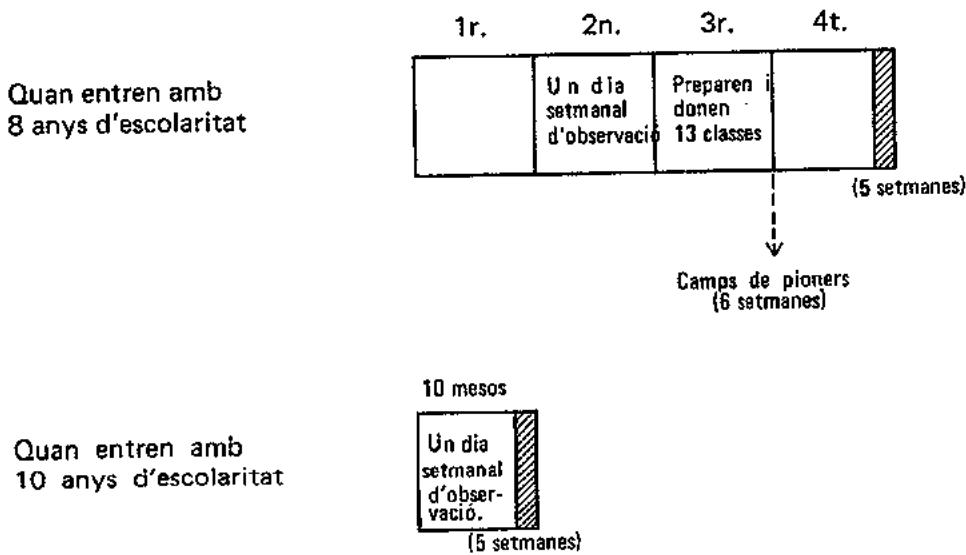 1r. 2n. 3r. 4t.
Quan entren amb
8 anys d'escolaritat
Un dia
setmanal
d'observació
Preparen i
donen
13 classes
(5 setmanes)
Camps de pioners
(6 setmanes)
10 mesos
Quan entren amb
10 anys d'escolaritat
Un dia
setmanal
d'obser-
vació.
(5 setmanes)